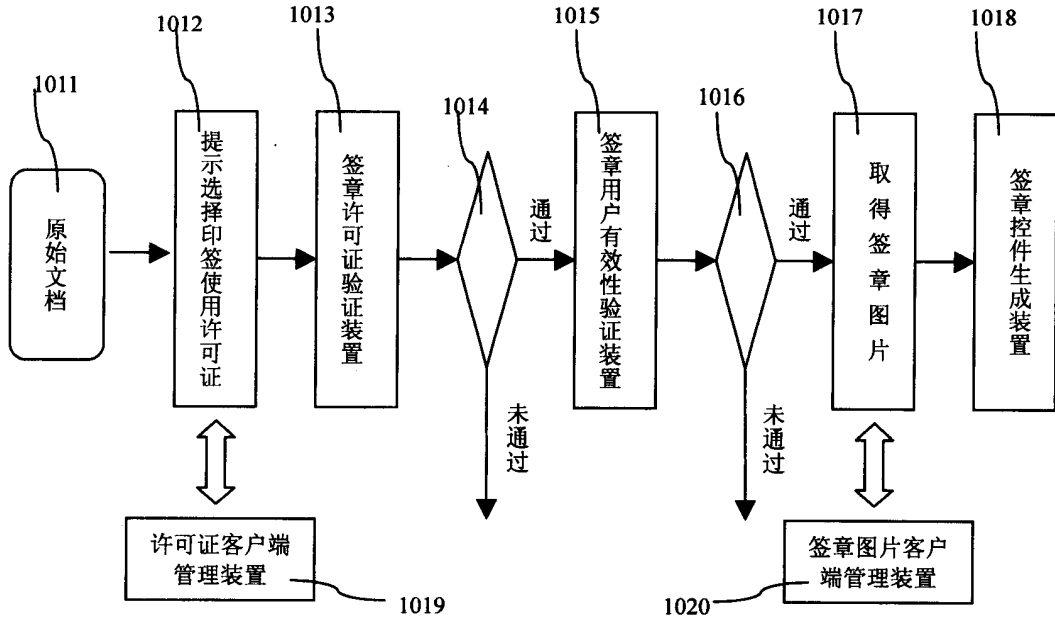 1011
1012
1013
1014
1015
1016
1017
1018
原始文档
提示选择印签使用许可证
签章许可证验证装置
通过
未通过
签章用户有效性验证装置
通过
未通过
取得签章图片
签章控件生成装置
许可证客户端
管理装置
1019
签章图片客户
端管理装置
1020